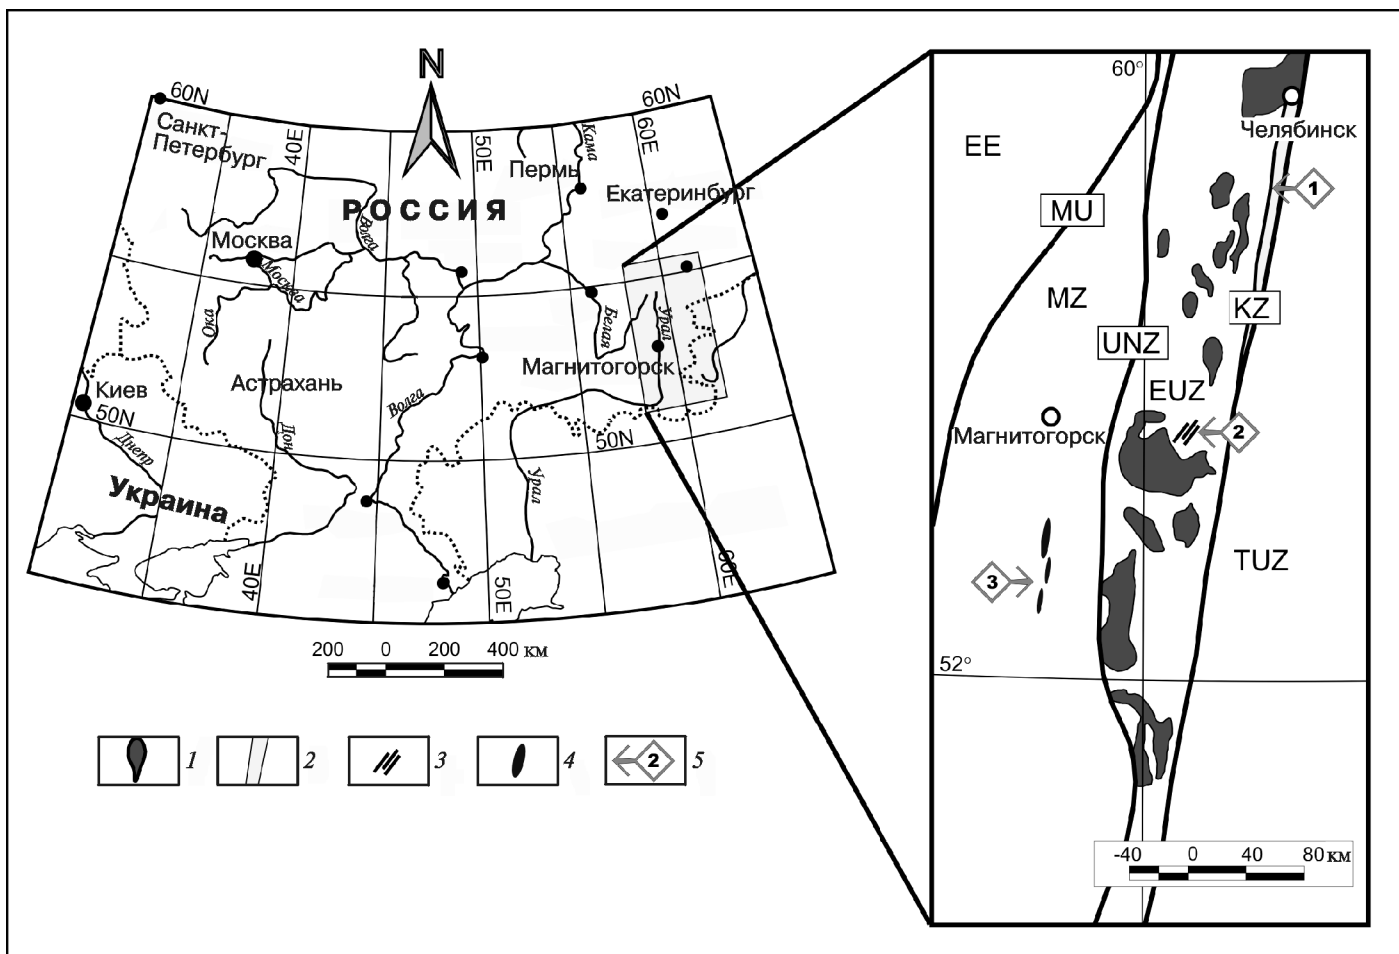 N
60N
60N
Санкт-
Петербург
40E
50E
60E
Кама
Пермь
Екатеринбург
РОССИЯ
Волга
Москва
Москва
Ока
Белая
Урал
Магнитогорск
Астрахань
Волга
Киев
50N
50N
Дон
Днепр
Урал
Украина
40E
50E
60E
200 0 200 400 км
1
2
3
2
4
5
60°
EE
Челябинск
1
MU
MZ
KZ
UNZ
EUZ
Магнитогорск
2
TUZ
3
52°
-40 0 40 80 км